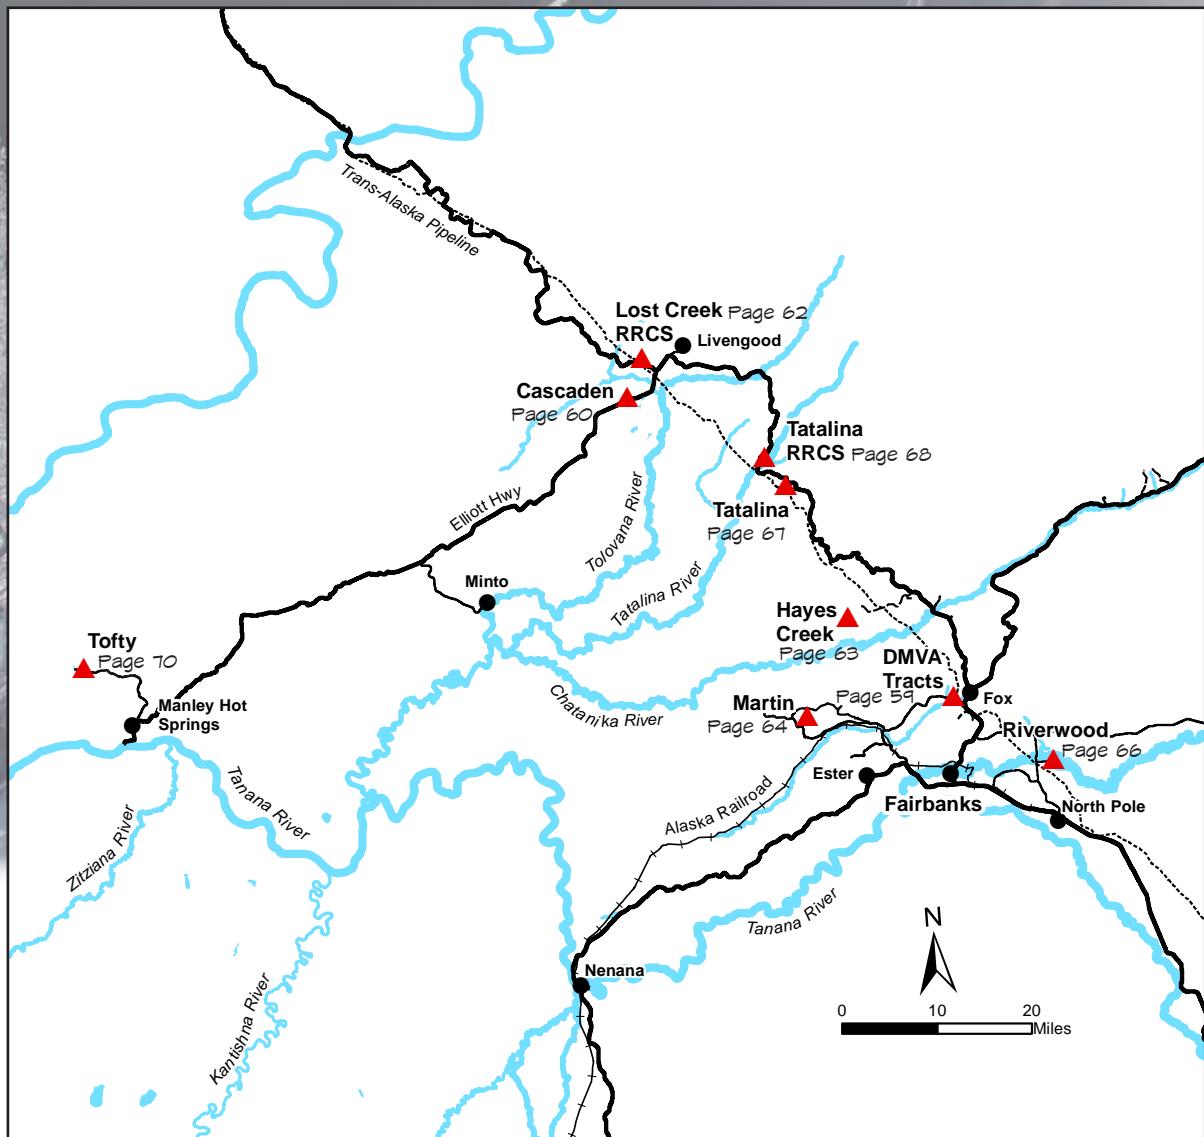 Trans-Alaska Pipeline
Lost Creek Page 62
RRCS
Livengood
Cascaden
Page 60
Tatalina
RRCS Page 68
Elliott Hwy
Tolovana River
Tatalina
Page 67
Minto
Tatalina River
Hayes
Creek
Page 63
Tofty
Page 70
DMVA
Tracts
Page 59
Fox
Chatanika River
Martin
Page 64
Manley Hot
Springs
Riverwood
Page 66
Tanana River
Ester
Fairbanks
North Pole
Alaska Railroad
Zitziana River
Tanana River
N
Nenana
Kantishna River
0 10 20
Miles